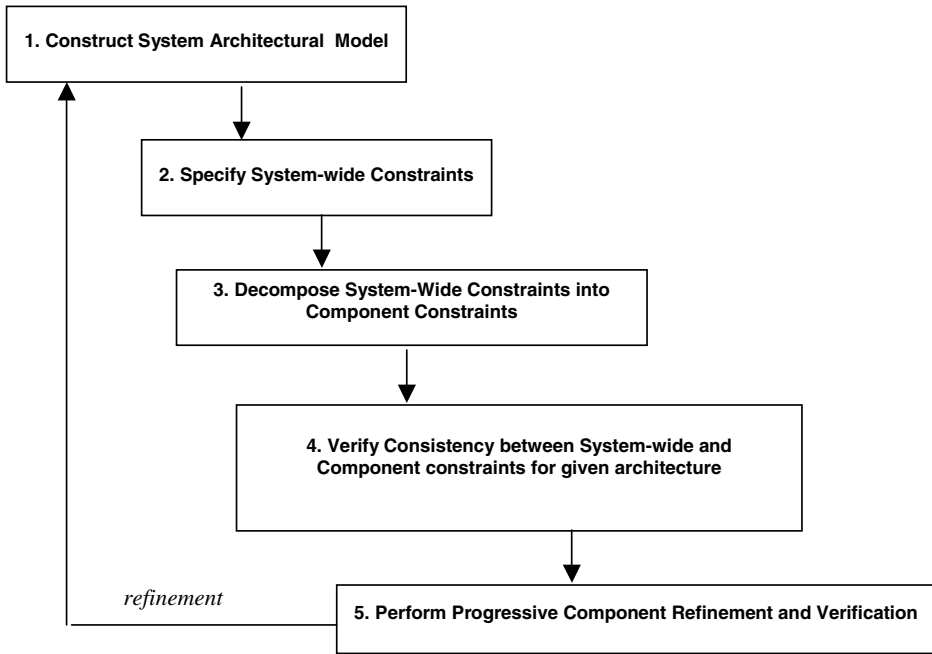 1. Construct System Architectural Model
2. Specify System-wide Constraints
3. Decompose System-Wide Constraints into
Component Constraints
4. Verify Consistency between System-wide and
Component constraints for given architecture
refinement
5. Perform Progressive Component Refinement and Verification